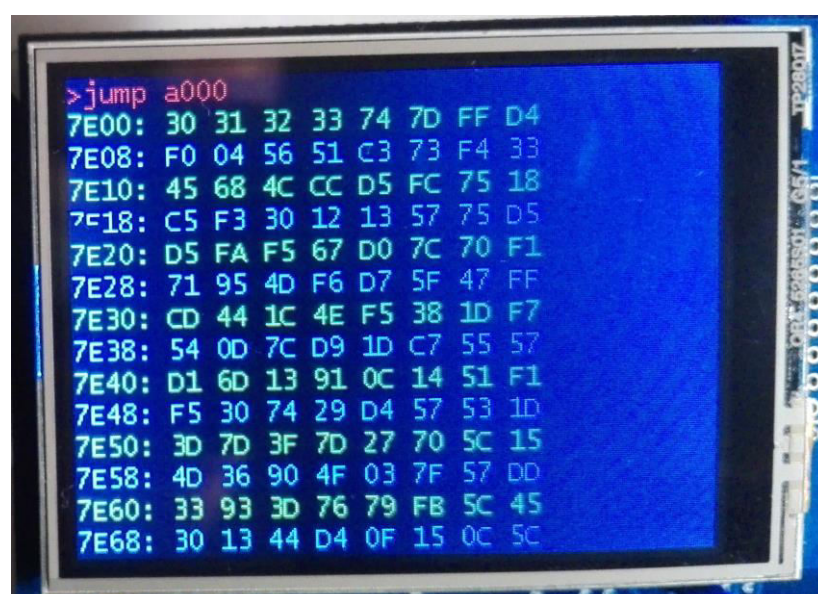 >jump a000
7E00: 30 31 32 33 74 7D FF D4
7E08: F0 04 56 51 C3 73 F4 33
7E10: 45 68 4C CC D5 FC 75 18
7E18: C5 F3 30 12 13 57 75 D5
7E20: D5 FA F5 67 D0 7C 70 F1
7E28: 71 95 4D F6 D7 5F 47 FF
7E30: CD 44 1C 4E F5 38 1D F7
7E38: 54 0D 7C D9 1D C7 55 57
7E40: D1 6D 13 91 0C 14 51 F1
7E48: F5 30 74 29 D4 57 53 1D
7E50: 3D 7D 3F 7D 27 70 5C 15
7E58: 4D 36 90 4F 03 7F 57 DD
7E60: 33 93 3D 76 79 FB 5C 45
7E68: 30 13 44 D4 0F 15 0C 5C
TP28017